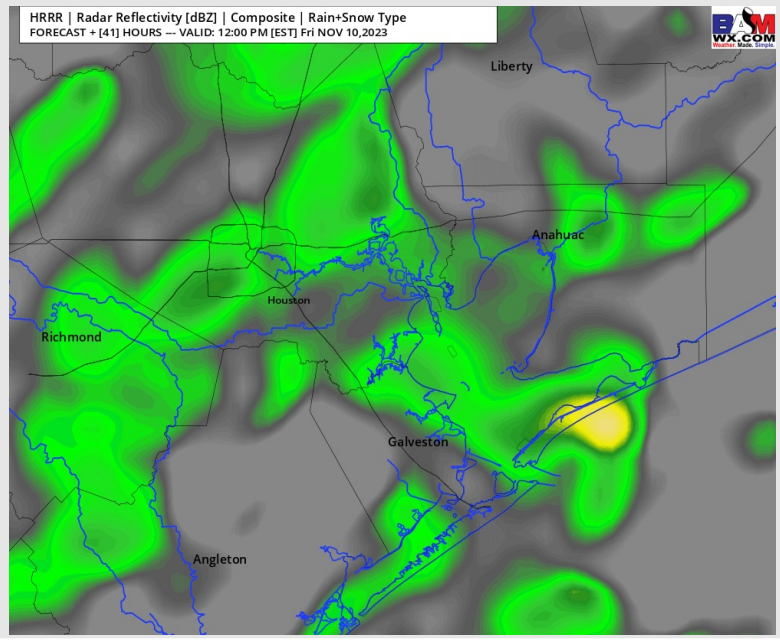 HRRR | Radar Reflectivity [dBZ] | Composite | Rain+Snow Type
FORECAST + [41] HOURS --- VALID: 12:00 PM [EST] Fri NOV 10,2023
BAM
WX.COM
Weather. Made. Simple.
Liberty
Anahuac
Houston
Richmond
Galveston
Angleton